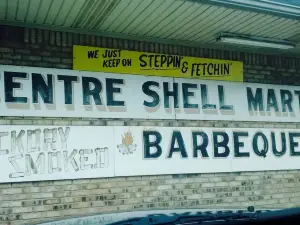 WE JUST
KEEP ON STEPPIN' & FETCHIN'
ENTRE SHELL MART
CKORY
SMOKED BARBEQUE